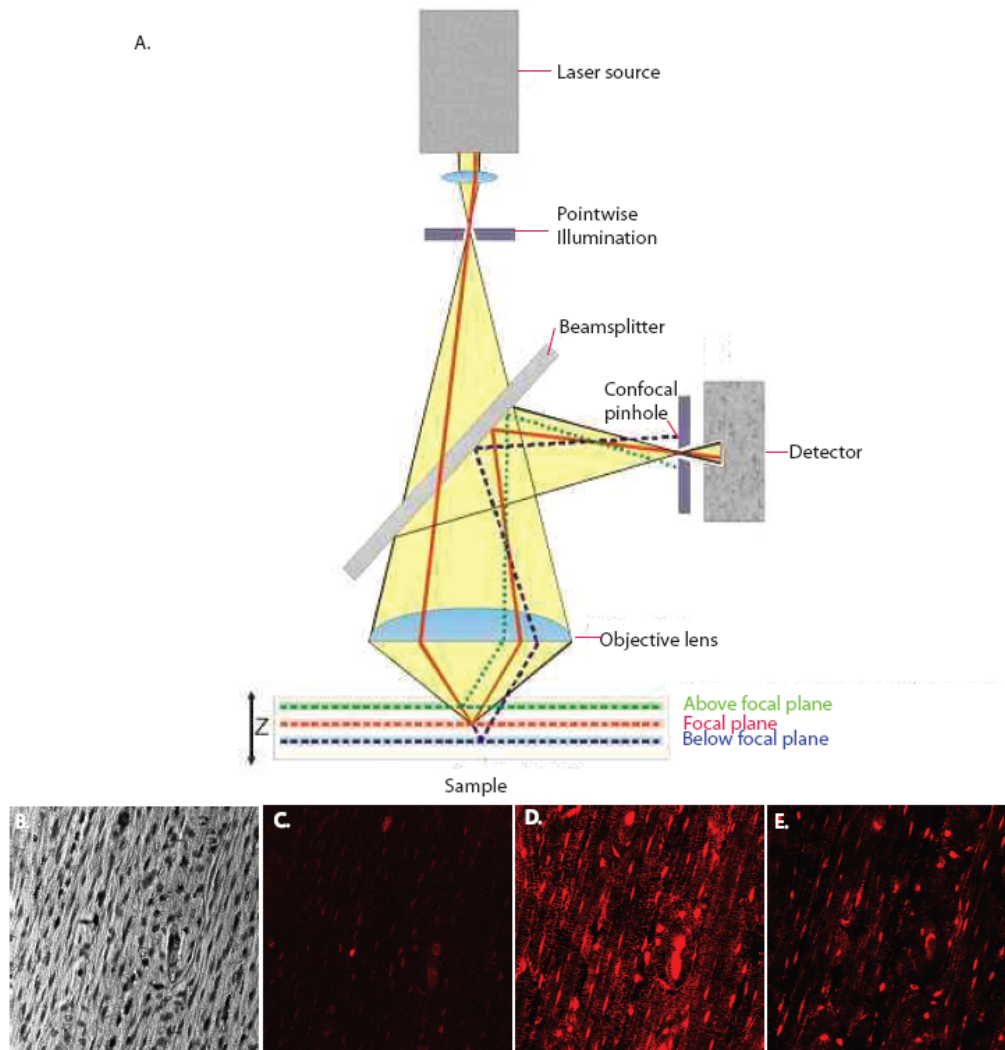 A.
Laser source
Pointwise
Illumination
Beamsplitter
Confocal
pinhole
Detector
Objective lens
Z
Above focal plane
Focal plane
Below focal plane
Sample
B.
C.
D.
E.